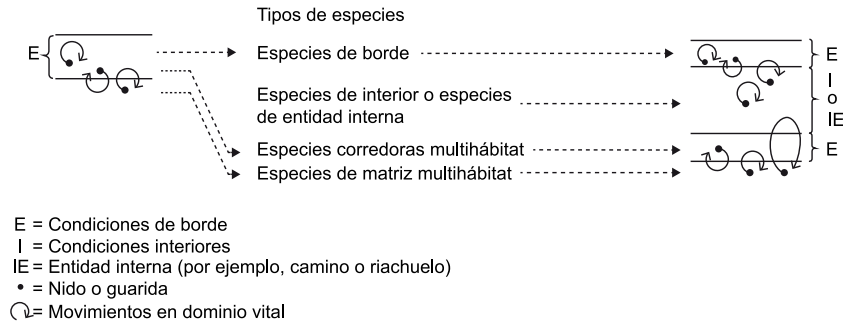 Tipos de especies
E
Especies de borde
Especies de interior o especies
de entidad interna
Especies corredoras multihábitat
Especies de matriz multihábitat
E
I
o
IE
E
E = Condiciones de borde
I = Condiciones interiores
IE = Entidad interna (por ejemplo, camino o riachuelo)
• = Nido o guarida
= Movimientos en dominio vital